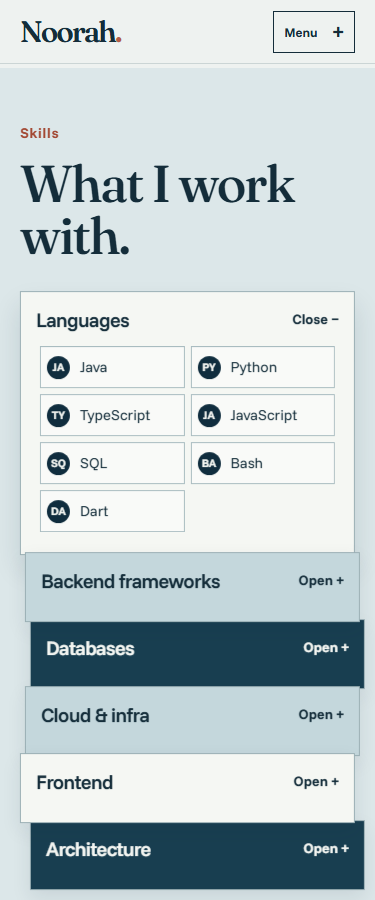 Noorah.
Menu +
Skills
What I work
with.
Languages Close −
JA Java PY Python
TY TypeScript JA JavaScript
SQ SQL BA Bash
DA Dart
Backend frameworks Open +
Databases Open +
Cloud & infra Open +
Frontend Open +
Architecture Open +